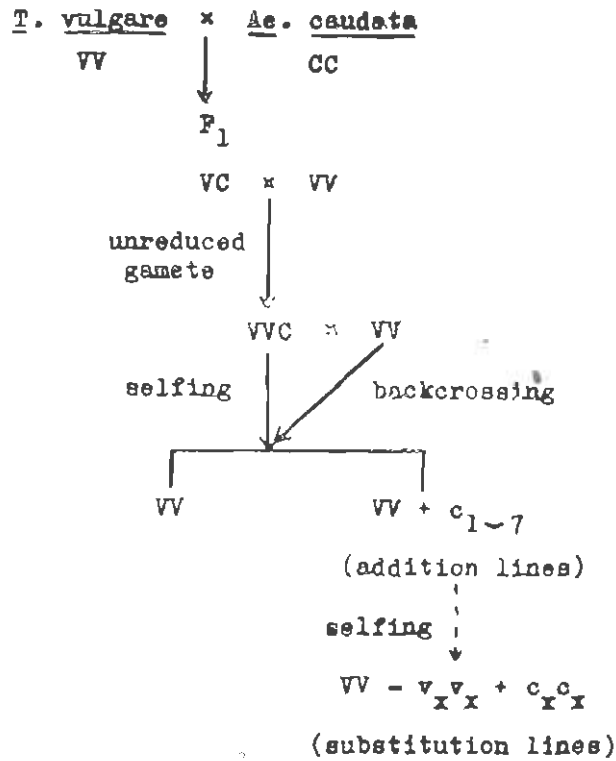 T. vulgare × Ae. caudata
VV CC
F1
VC × VV
unreduced
gamete
VVC × VV
selfing backcrossing
VV VV + c1~7
(addition lines)
selfing
VV - vxvx + cxcx
(substitution lines)